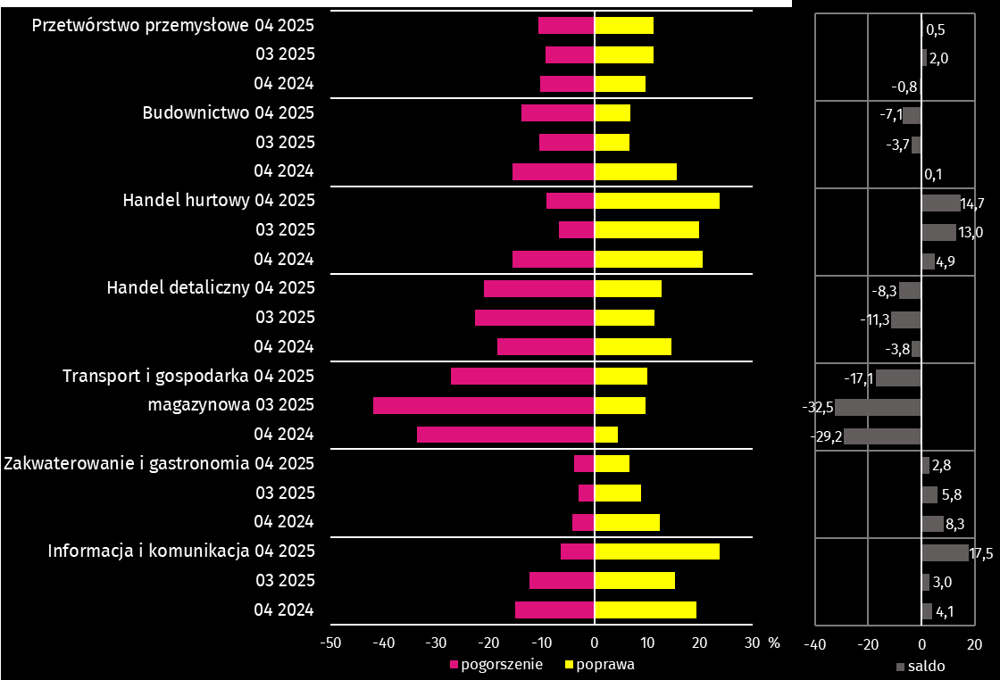 Przetwórstwo przemysłowe 04 2025 0,5
03 2025 2,0
04 2024 -0,8
Budownictwo 04 2025 -7,1
03 2025 -3,7
04 2024 0,1
Handel hurtowy 04 2025 14,7
03 2025 13,0
04 2024 4,9
Handel detaliczny 04 2025 -8,3
03 2025 -11,3
04 2024 -3,8
Transport i gospodarka 04 2025 -17,1
magazynowa 03 2025 -32,5
04 2024 -29,2
Zakwaterowanie i gastronomia 04 2025 2,8
03 2025 5,8
04 2024 8,3
Informacja i komunikacja 04 2025 17,5
03 2025 3,0
04 2024 4,1
-50 -40 -30 -20 -10 0 10 20 30 % -40 -20 0 20
pogorszenie poprawa saldo